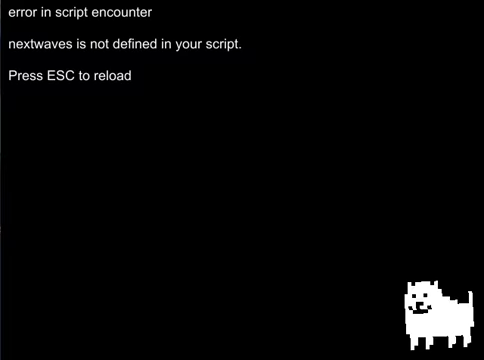 error in script encounter
nextwaves is not defined in your script.
Press ESC to reload